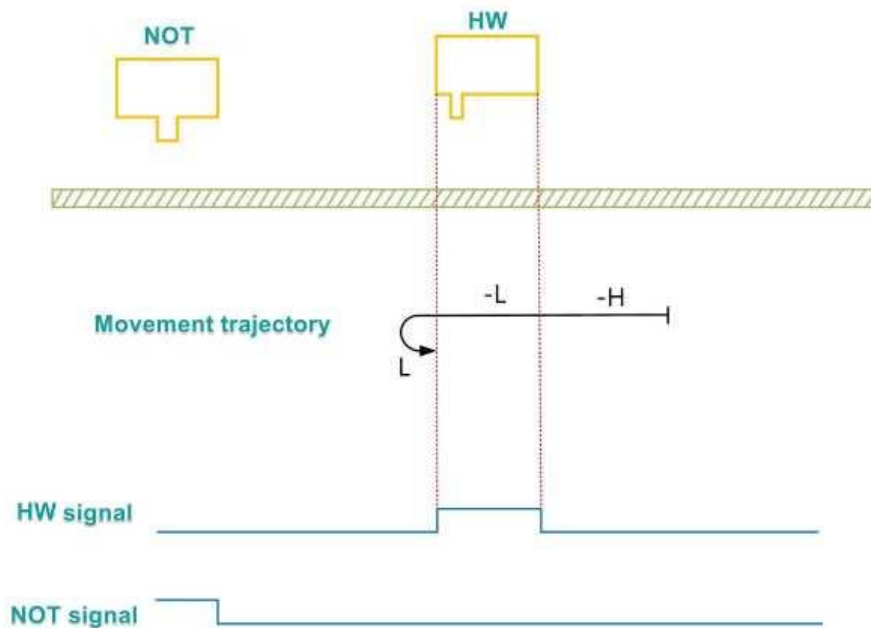 HW
NOT
-L
-H
Movement trajectory
L
HW signal
NOT signal